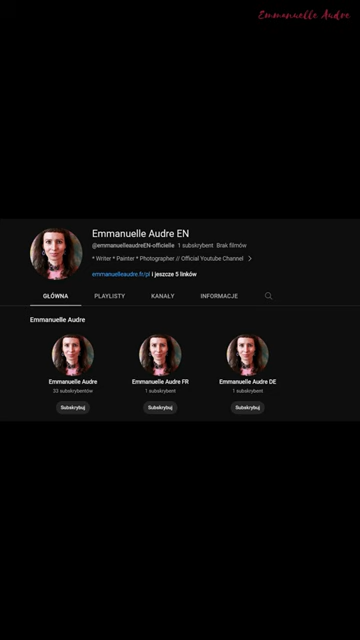 Emmanuelle Audre
Emmanuelle Audre EN
@emmanuelleaudreEN-officielle 1 subskrybent Brak filmów
* Writer * Painter * Photographer // Official Youtube Channel
emmanuelleaudre.fr/pl i jeszcze 5 linków
GŁÓWNA PLAYLISTY KANAŁY INFORMACJE
Emmanuelle Audre
Emmanuelle Audre Emmanuelle Audre FR Emmanuelle Audre DE
33 subskrybentów 1 subskrybent 1 subskrybent
Subskrybuj Subskrybuj Subskrybuj